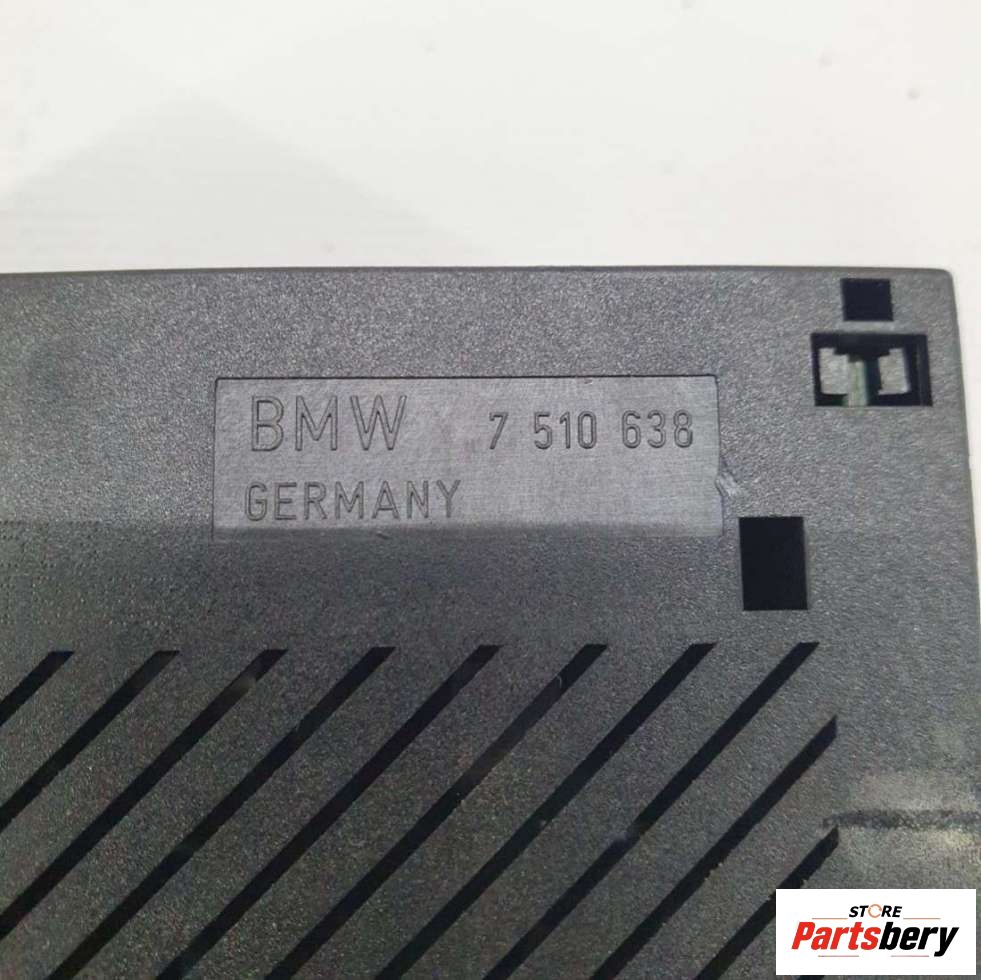 BMW 7 510 638
GERMANY
STORE
Partsbery